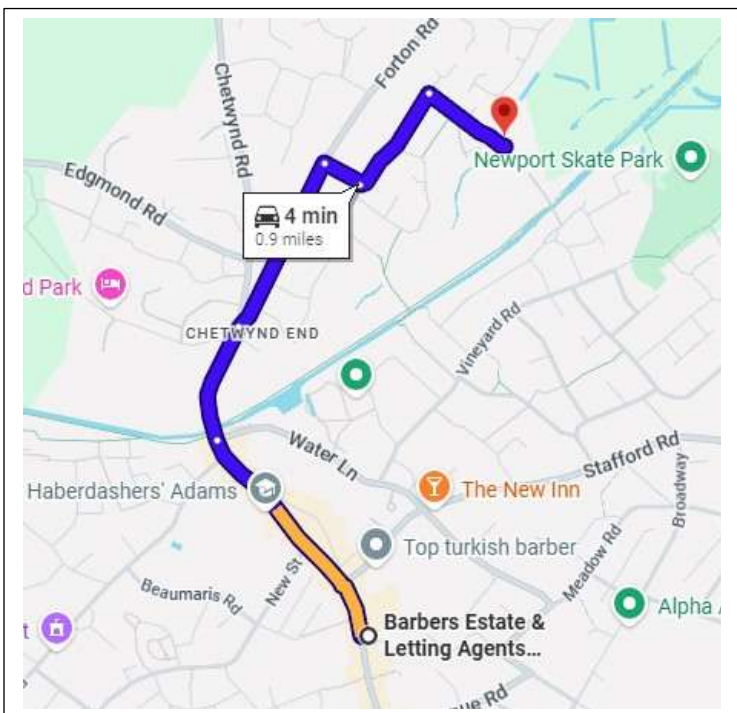 Forton Rd
Chetwynd Rd
Newport Skate Park
Edgmond Rd
4 min
0.9 miles
d Park
CHETWYND END
Vineyard Rd
Water Ln
Stafford Rd
Broadway
Haberdashers' Adams
The New Inn
Top turkish barber
Meadow Rd
New St
Beaumaris Rd
Alpha A
t
Barbers Estate &
Letting Agents...
ue Rd